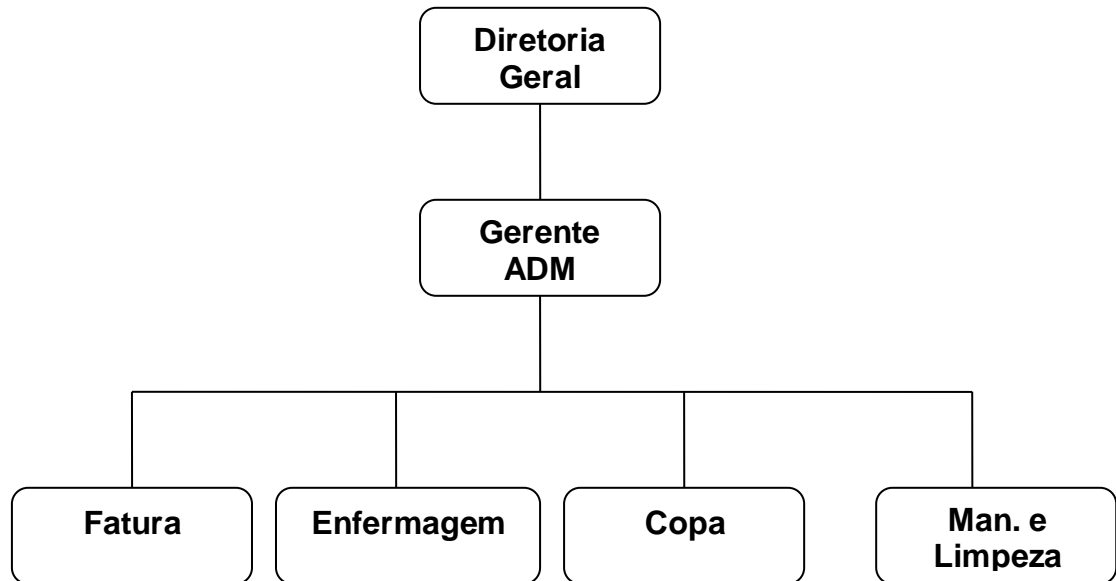 Diretoria
Geral
Gerente
ADM
Fatura
Enfermagem
Copa
Man. e
Limpeza